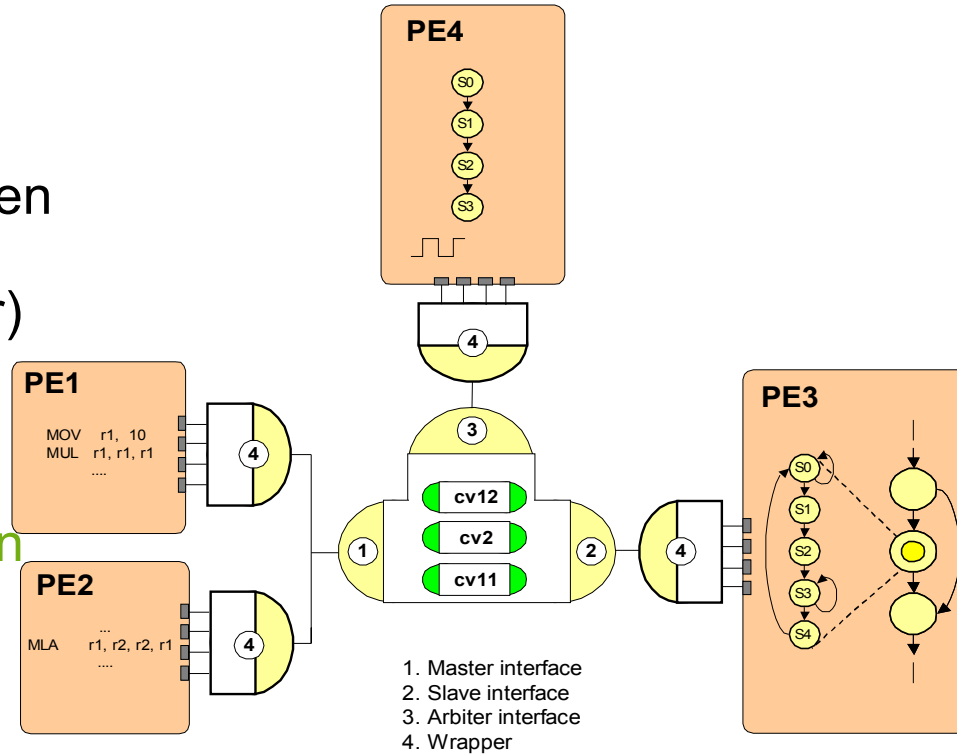 PE4
S0
S1
S2
S3
en
r)
4
PE1
MOV r1, 10
MUL r1, r1, r1
....
4
3
cv12
cv2
cv11
1
2
4
PE3
S0
S1
S2
S3
S4
n
PE2
...
MLA r1, r2, r2, r1
....
4
1. Master interface
2. Slave interface
3. Arbiter interface
4. Wrapper